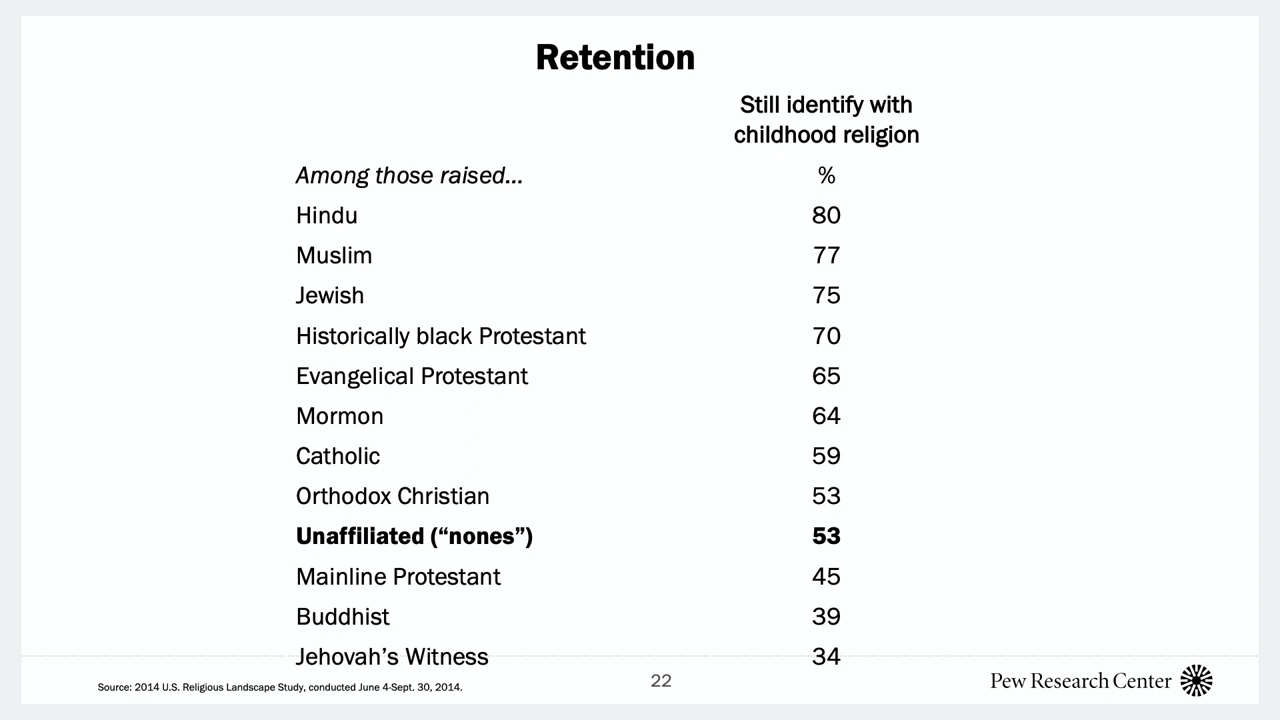 Retention
Still identify with
childhood religion
Among those raised... %
Hindu 80
Muslim 77
Jewish 75
Historically black Protestant 70
Evangelical Protestant 65
Mormon 64
Catholic 59
Orthodox Christian 53
Unaffiliated (“nones”) 53
Mainline Protestant 45
Buddhist 39
Jehovah’s Witness 34
Source: 2014 U.S. Religious Landscape Study, conducted June 4-Sept. 30, 2014.
22
Pew Research Center